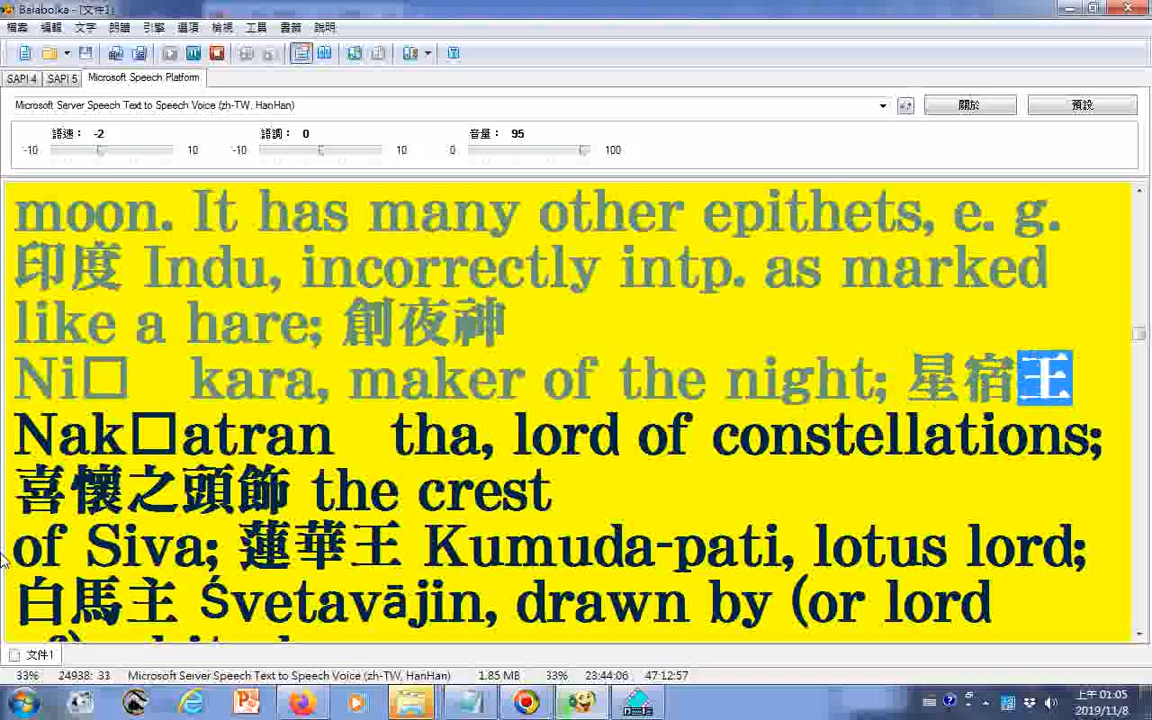 Balabolka - [文件1]
檔案 編輯 文字 朗讀 引擎 選項 檢視 工具 書籤 說明
SAPI 4 SAPI 5 Microsoft Speech Platform
Microsoft Server Speech Text to Speech Voice (zh-TW, HanHan) 關於 預設
語速： -2 語調： 0 音量： 95
-10 10 -10 10 0 100
moon. It has many other epithets, e. g.
印度 Indu, incorrectly intp. as marked
like a hare; 創夜神
Ni□ kara, maker of the night; 星宿王
Nak□atran tha, lord of constellations;
喜懷之頭飾 the crest
of Siva; 蓮華王 Kumuda-pati, lotus lord;
白馬主 Śvetavājin, drawn by (or lord
文件1
33% 24938: 33 Microsoft Server Speech Text to Speech Voice (zh-TW, HanHan) 1.85 MB 33% 23:44:06 47:12:57
上午 01:05
2019/11/8